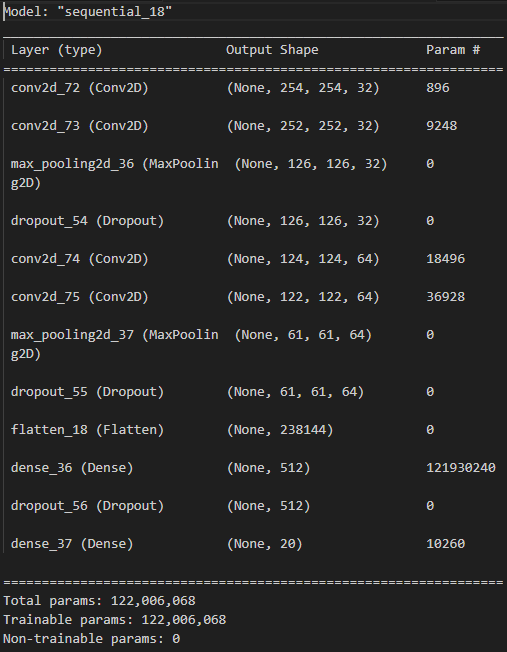 Model: "sequential_18"
Layer (type) Output Shape Param #
conv2d_72 (Conv2D) (None, 254, 254, 32) 896
conv2d_73 (Conv2D) (None, 252, 252, 32) 9248
max_pooling2d_36 (MaxPoolin (None, 126, 126, 32) 0
g2D)
dropout_54 (Dropout) (None, 126, 126, 32) 0
conv2d_74 (Conv2D) (None, 124, 124, 64) 18496
conv2d_75 (Conv2D) (None, 122, 122, 64) 36928
max_pooling2d_37 (MaxPoolin (None, 61, 61, 64) 0
g2D)
dropout_55 (Dropout) (None, 61, 61, 64) 0
flatten_18 (Flatten) (None, 238144) 0
dense_36 (Dense) (None, 512) 121930240
dropout_56 (Dropout) (None, 512) 0
dense_37 (Dense) (None, 20) 10260
=================================================================
Total params: 122,006,068
Trainable params: 122,006,068
Non-trainable params: 0